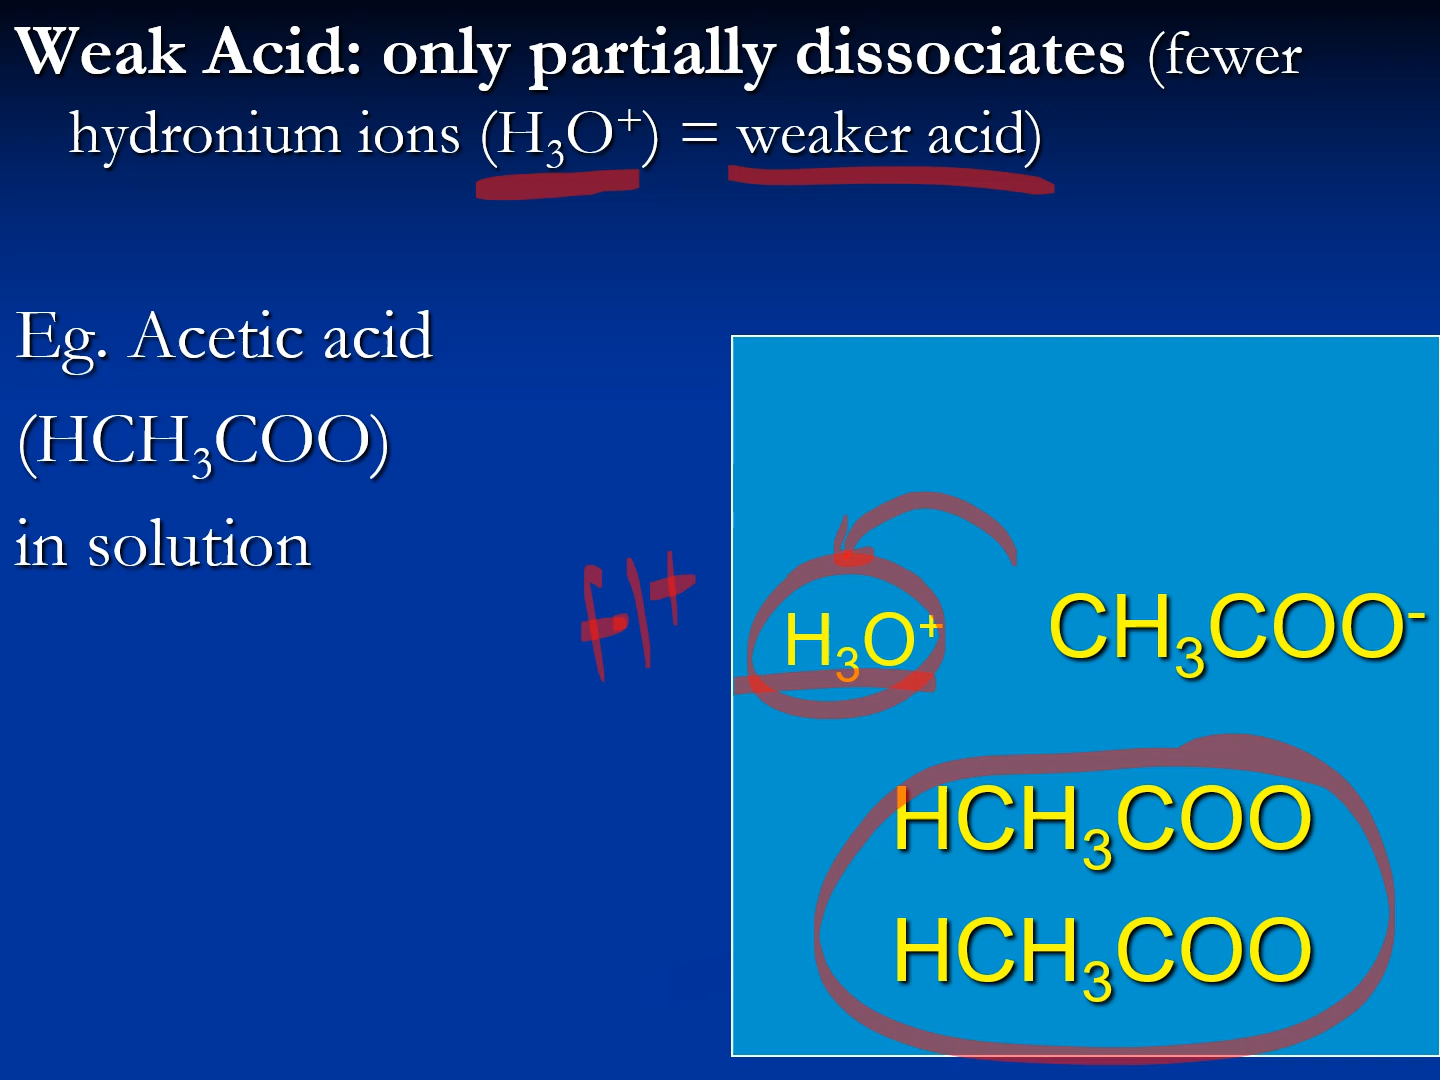 Weak Acid: only partially dissociates (fewer
hydronium ions (H₃O⁺) = weaker acid)
Eg. Acetic acid
(HCH₃COO)
in solution
H⁺
H₃O⁺ CH₃COO⁻
HCH₃COO
HCH₃COO